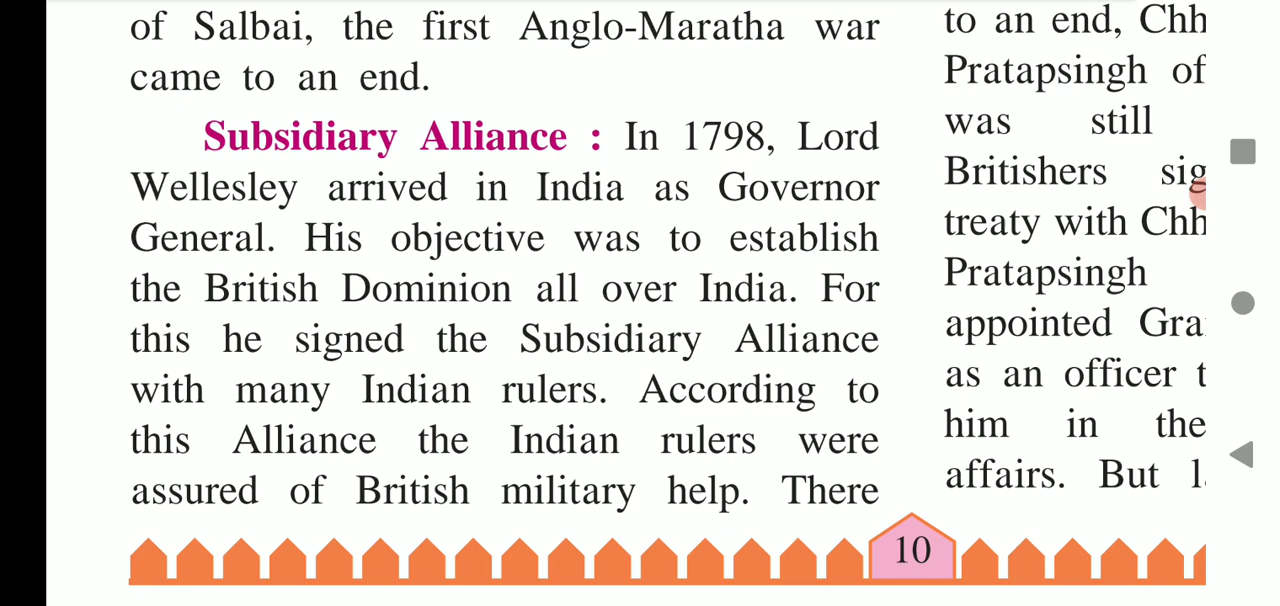 of Salbai, the first Anglo-Maratha war
came to an end.
Subsidiary Alliance : In 1798, Lord
Wellesley arrived in India as Governor
General. His objective was to establish
the British Dominion all over India. For
this he signed the Subsidiary Alliance
with many Indian rulers. According to
this Alliance the Indian rulers were
assured of British military help. There
to an end,
Pratapsingh of
was still
Britishers
treaty with
Pratapsingh
appointed
as an officer
him in the
affairs. But
10